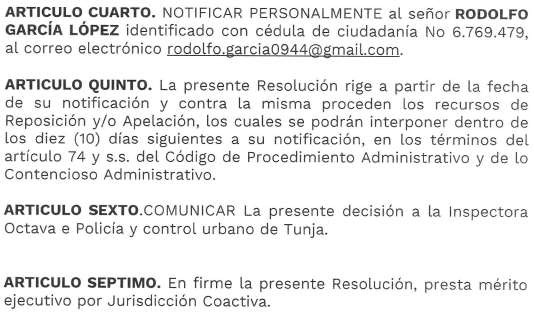 ARTICULO CUARTO. NOTIFICAR PERSONALMENTE al señor RODOLFO
GARCÍA LÓPEZ identificado con cédula de ciudadanía No 6.769.479,
al correo electrónico rodolfo.garcia0944@gmail.com.
ARTICULO QUINTO. La presente Resolución rige a partir de la fecha
de su notificación y contra la misma proceden los recursos de
Reposición y/o Apelación, los cuales se podrán interponer dentro de
los diez (10) días siguientes a su notificación, en los términos del
artículo 74 y s.s. del Código de Procedimiento Administrativo y de lo
Contencioso Administrativo.
ARTICULO SEXTO.COMUNICAR La presente decisión a la Inspectora
Octava e Policía y control urbano de Tunja.
ARTICULO SEPTIMO. En firme la presente Resolución, presta mérito
ejecutivo por Jurisdicción Coactiva.